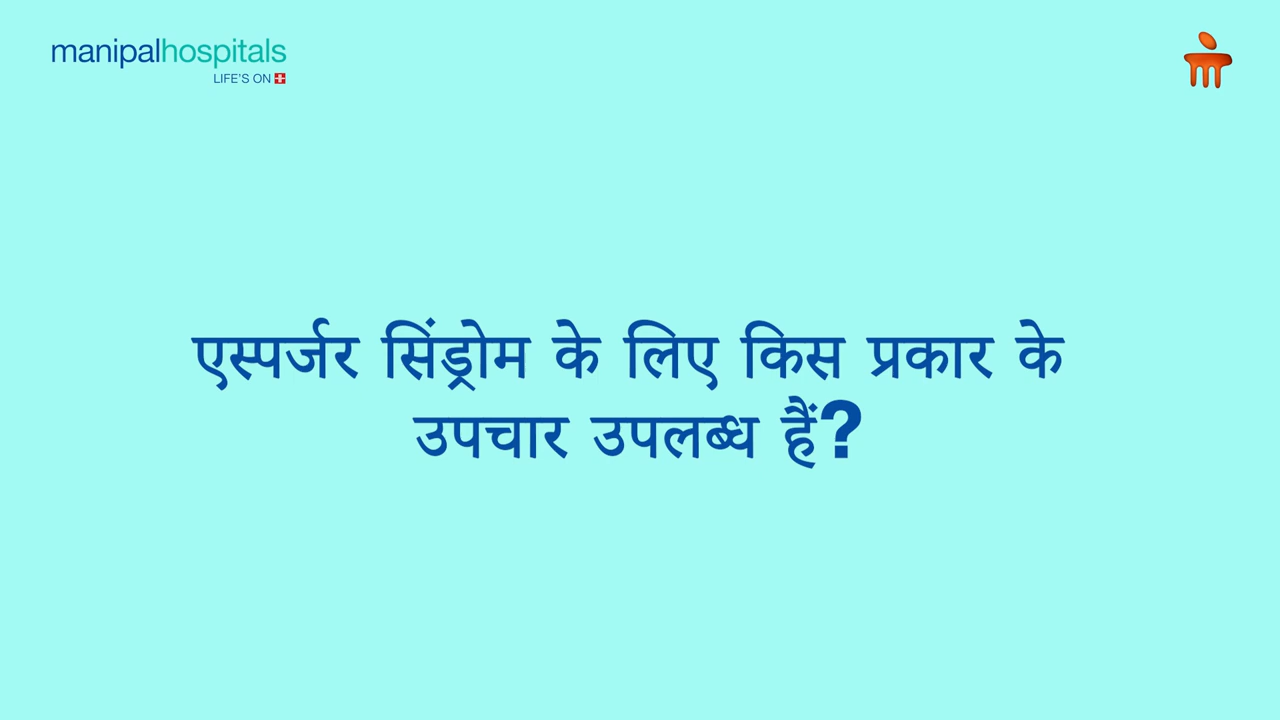 manipalhospitals
LIFE'S ON
एस्पर्जर सिंड्रोम के लिए किस प्रकार के
उपचार उपलब्ध हैं?